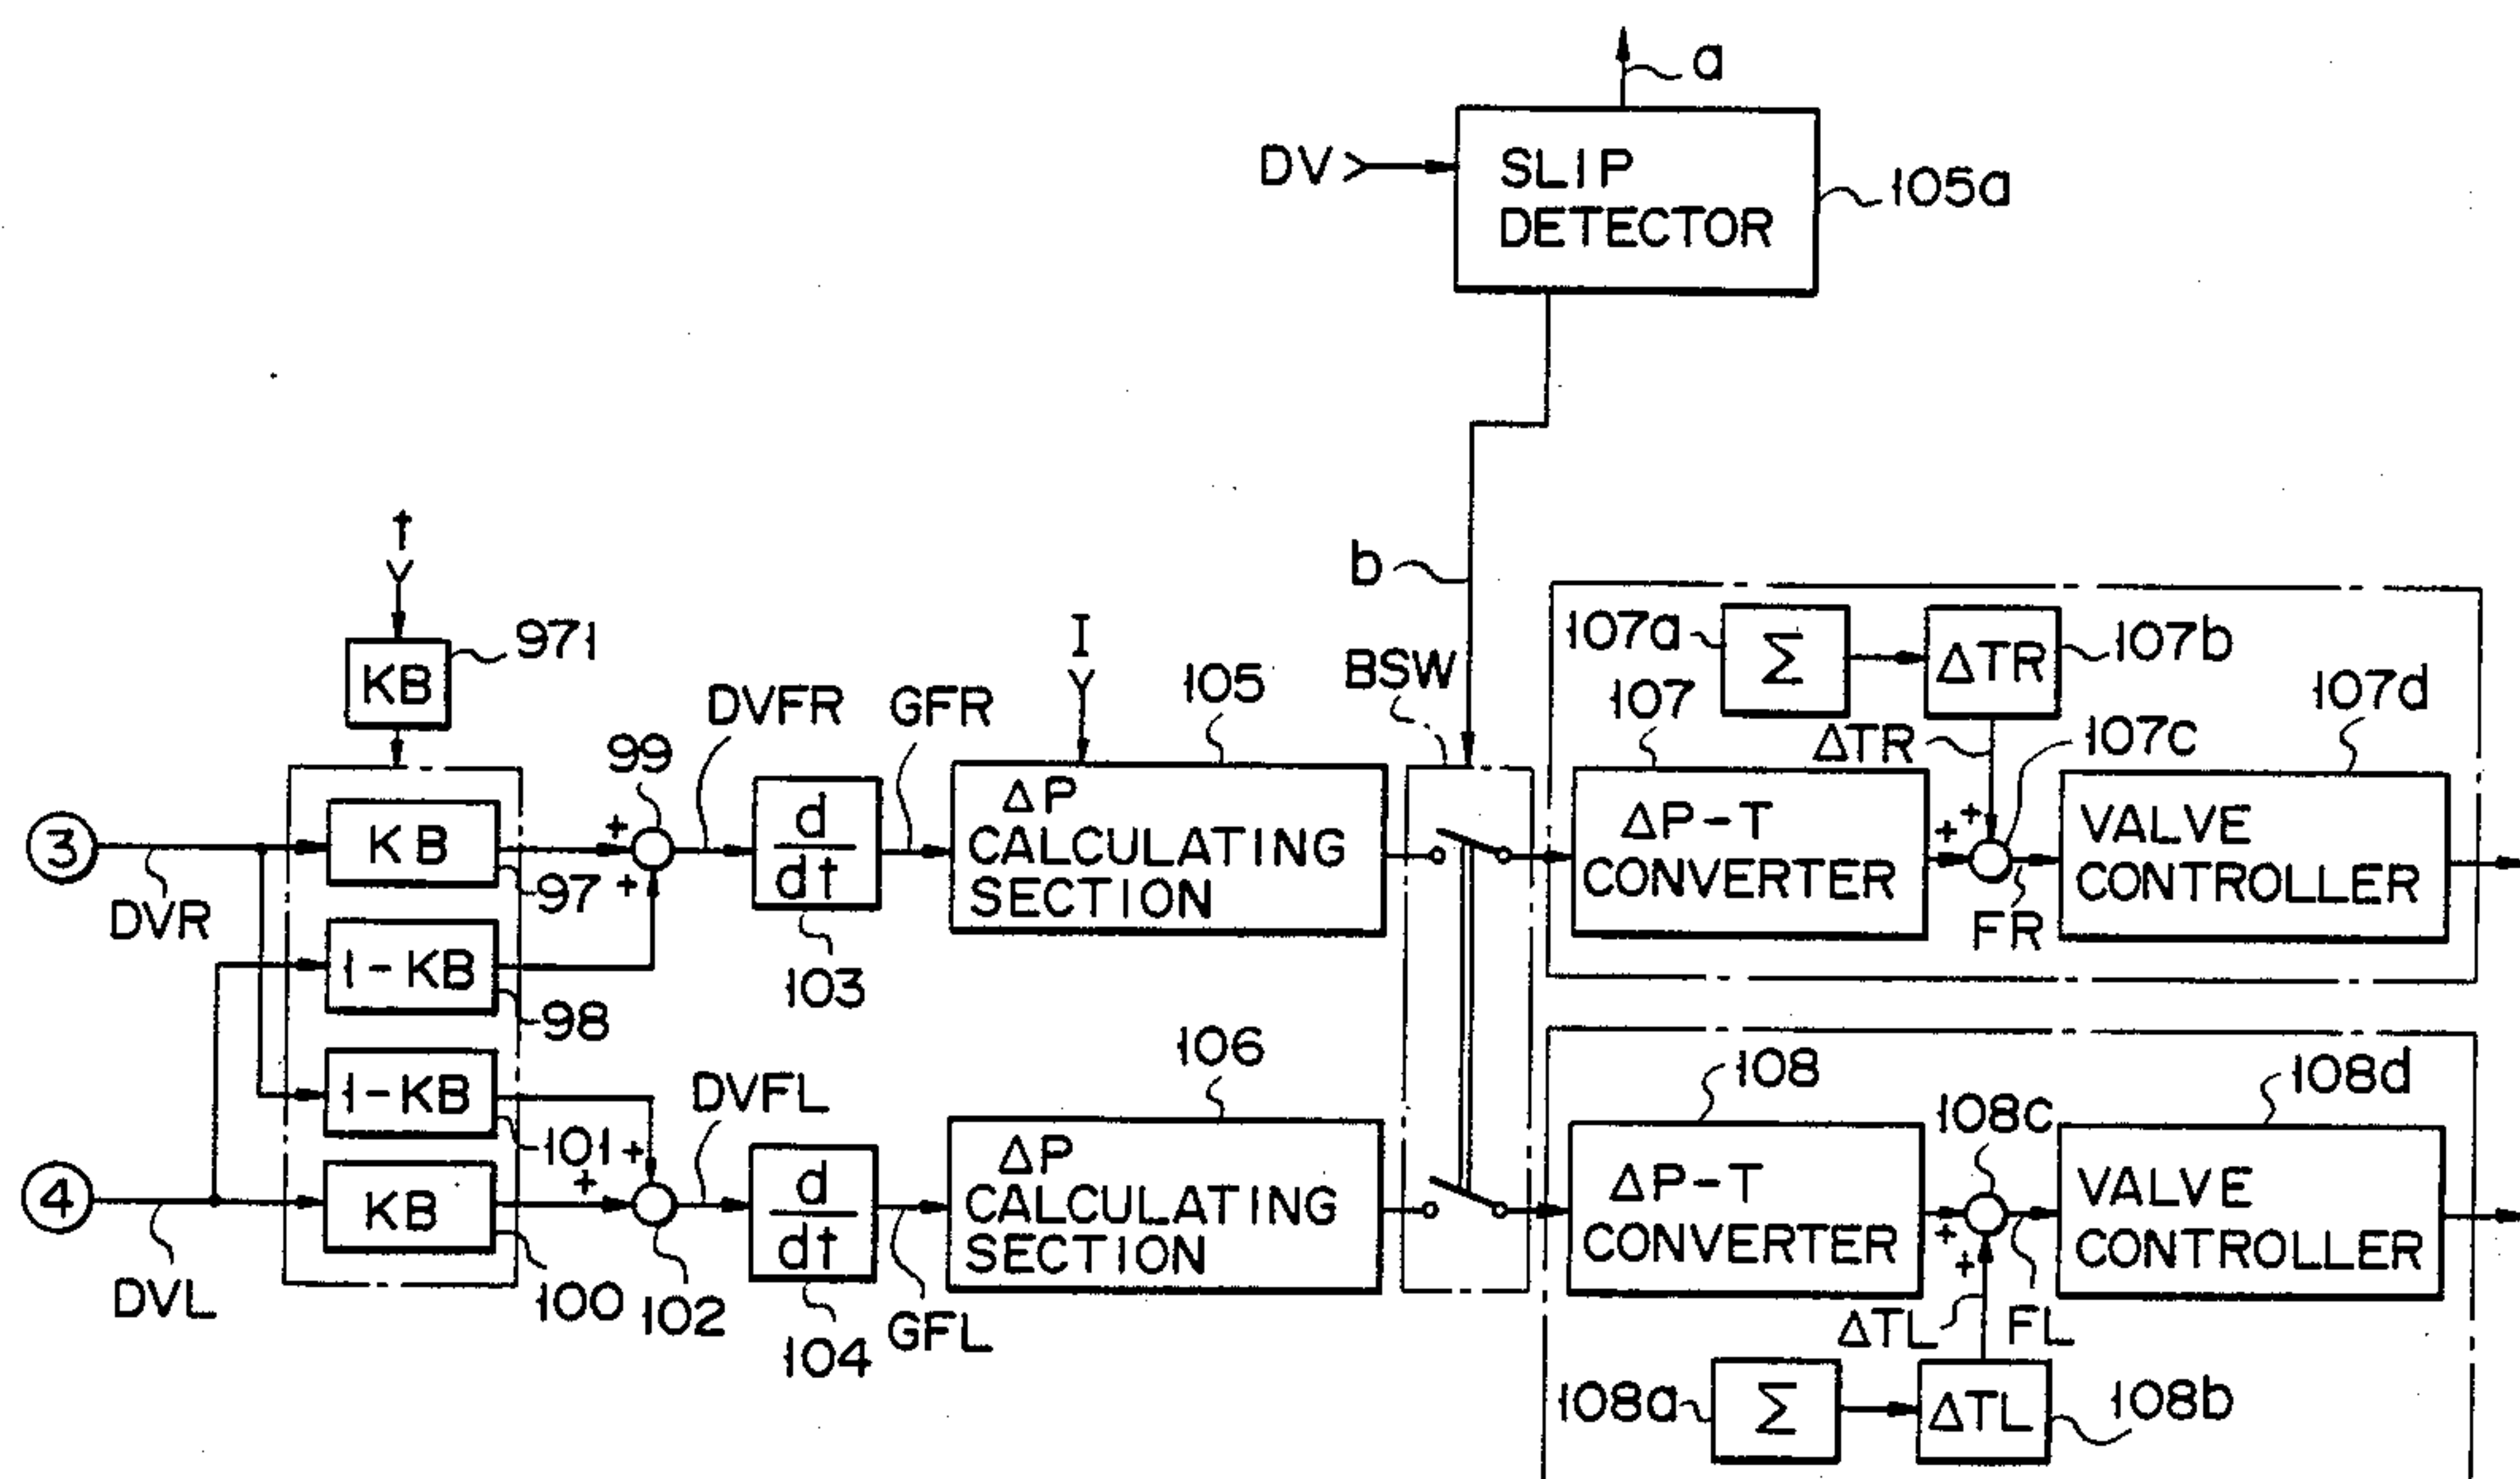 a
DV
SLIP
DETECTOR
105a
t
971
KB
b
I
BSW
107a
Σ
ΔTR
107b
107
107d
DVFR
GFR
105
99
ΔTR
107c
3
DVR
KB
97
+
+
d
dt
103
ΔP
CALCULATING
SECTION
ΔP-T
CONVERTER
+
+
FR
VALVE
CONTROLLER
1-KB
98
1-KB
101
+
+
DVFL
106
108
108c
108d
4
DVL
KB
100
102
d
dt
104
GFL
ΔP
CALCULATING
SECTION
ΔP-T
CONVERTER
+
+
ΔTL
FL
VALVE
CONTROLLER
108a
Σ
ΔTL
108b